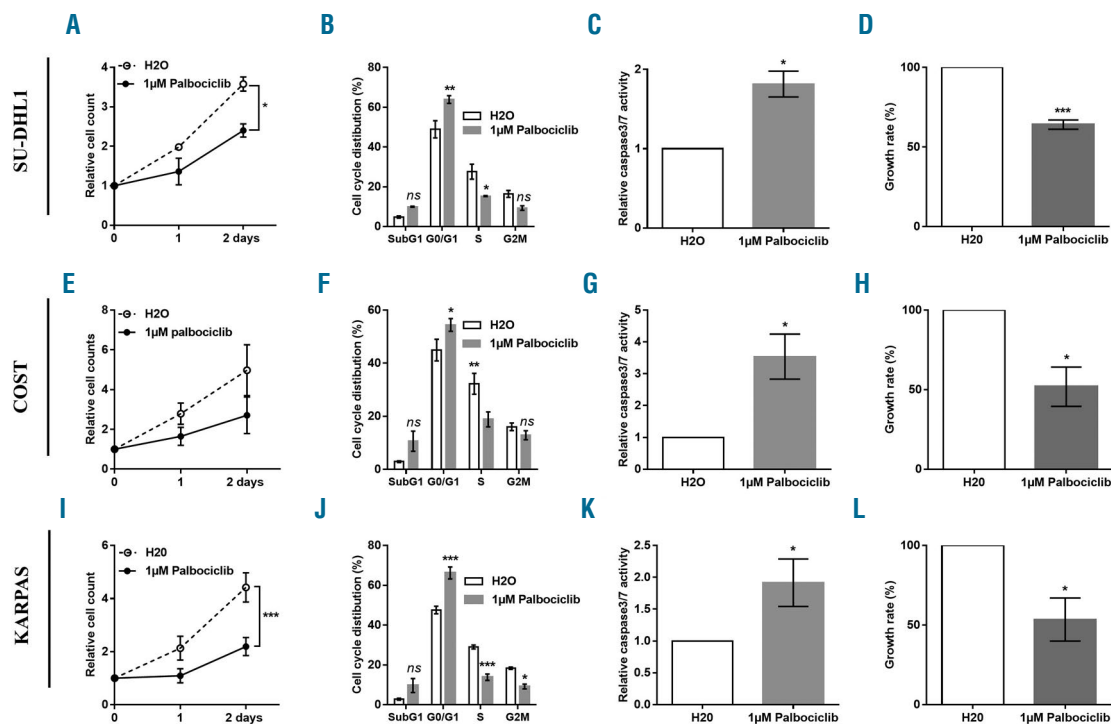 A
B
C
D
SU-DHL1
Relative cell count
6
4
2
0
H2O
1µM Palbociclib
*
0
1
2 days
Cell cycle distibution (%)
80
60
40
20
0
H2O
1µM Palbociclib
ns
**
*
ns
SubG1
G0/G1
S
G2M
Relative caspase3/7 activity
2
1
0
*
H2O
1µM Palbociclib
Growth rate (%)
100
50
0
***
H20
1µM Palbociclib
E
F
G
H
COST
Relative cell counts
8
6
4
2
0
H2O
1µM palbociclib
0
1
2 days
Cell cycle distibution (%)
80
60
40
20
0
H2O
1µM Palbociclib
ns
*
**
ns
SubG1
G0/G1
S
G2M
Relative caspase3/7 activity
5
4
3
2
1
0
*
H2O
1µM Palbociclib
Growth rate (%)
100
50
0
*
H20
1µM Palbociclib
I
J
K
L
KARPAS
Relative cell count
6
4
2
0
H20
1µM Palbociclib
***
0
1
2 days
Cell cycle distibution (%)
80
60
40
20
0
H2O
1µM Palbociclib
ns
***
***
*
SubG1
G0/G1
S
G2M
Relative caspase3/7 activity
2.5
2.0
1.5
1.0
0.5
0.0
*
H2O
1µM Palbociclib
Growth rate (%)
100
50
0
*
H20
1µM Palbociclib